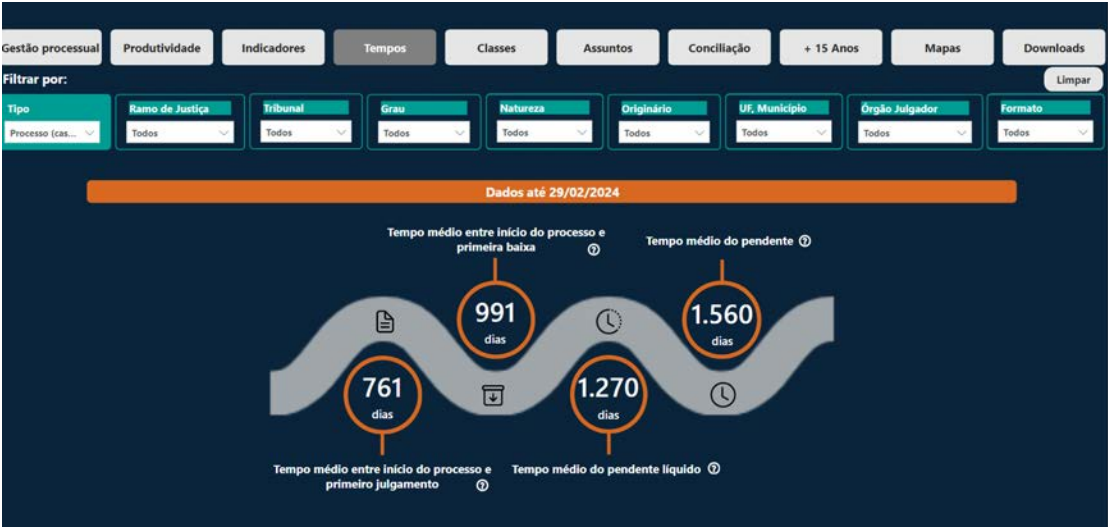 Gestão processual
Produtividade
Indicadores
Tempos
Classes
Assuntos
Conciliação
+ 15 Anos
Mapas
Downloads
Filtrar por:
Limpar
Tipo
Ramo de Justiça
Tribunal
Grau
Natureza
Originário
UF, Município
Órgão Julgador
Formato
Processo (cas...
Todos
Todos
Todos
Todos
Todos
Todos
Todos
Todos
Dados até 29/02/2024
Tempo médio entre início do processo e
primeira baixa
Tempo médio do pendente
991
dias
1.560
dias
761
dias
1.270
dias
Tempo médio entre início do processo e
primeiro julgamento
Tempo médio do pendente líquido